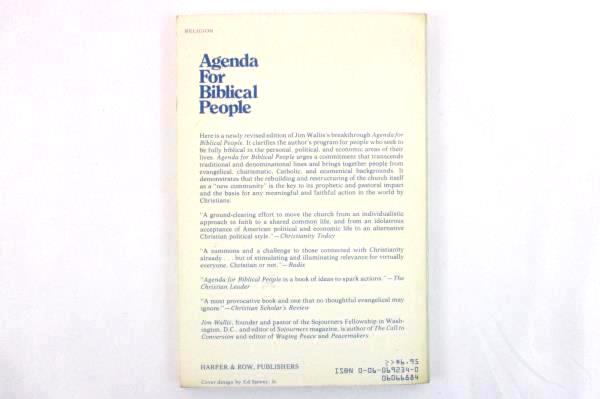 RELIGION
Agenda
For
Biblical
People
Here is a newly revised edition of Jim Wallis's breakthrough Agenda for
Biblical People. It clarifies the author's program for people who seek to
be fully biblical in the personal, political, and economic areas of their
lives. Agenda for Biblical People urges a commitment that transcends
traditional and denominational lines and brings together people from
evangelical, charismatic, Catholic, and ecumenical backgrounds. It
demonstrates that the rebuilding and restructuring of the church itself
as a "new community" is the key to its prophetic and pastoral impact
and the basis for any meaningful and faithful action in the world by
Christians.
"A ground-clearing effort to move the church from an individualistic
approach to faith to a shared common life, and from an idolatrous
acceptance of American political and economic life to an alternative
Christian political style."—Christianity Today
"A summons and a challenge to those connected with Christianity
already . . . but of stimulating and illuminating relevance for virtually
everyone, Christian or not."—Radix
"Agenda for Biblical People is a book of ideas to spark actions."—The
Christian Leader
"A most provocative book and one that no thoughtful evangelical may
ignore."—Christian Scholar's Review
Jim Wallis, founder and pastor of the Sojourners Fellowship in Wash-
ington, D.C., and editor of Sojourners magazine, is author of The Call to
Conversion and editor of Waging Peace and Peacemakers.
HARPER & ROW, PUBLISHERS
>$6.95
ISBN 0-06-069234-0
06066684
Cover design by Ed Spivey, Jr.